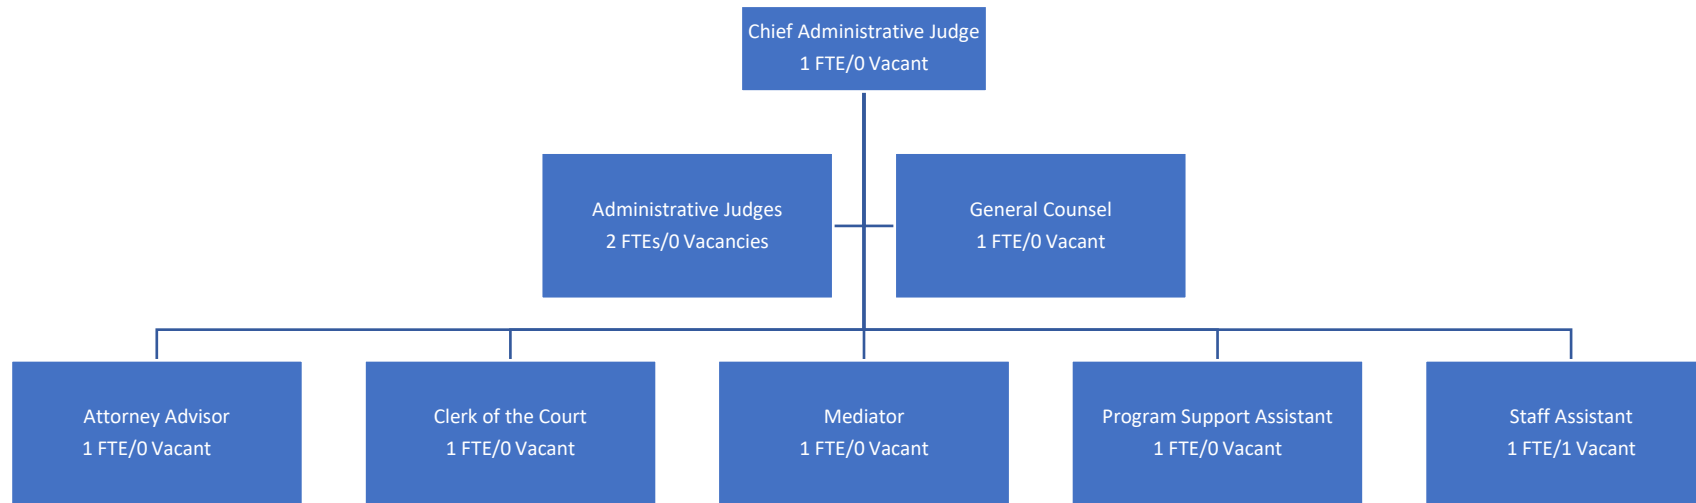 Chief Administrative Judge
1 FTE/0 Vacant
Administrative Judges
2 FTEs/0 Vacancies
General Counsel
1 FTE/0 Vacant
Attorney Advisor
1 FTE/0 Vacant
Clerk of the Court
1 FTE/0 Vacant
Mediator
1 FTE/0 Vacant
Program Support Assistant
1 FTE/0 Vacant
Staff Assistant
1 FTE/1 Vacant